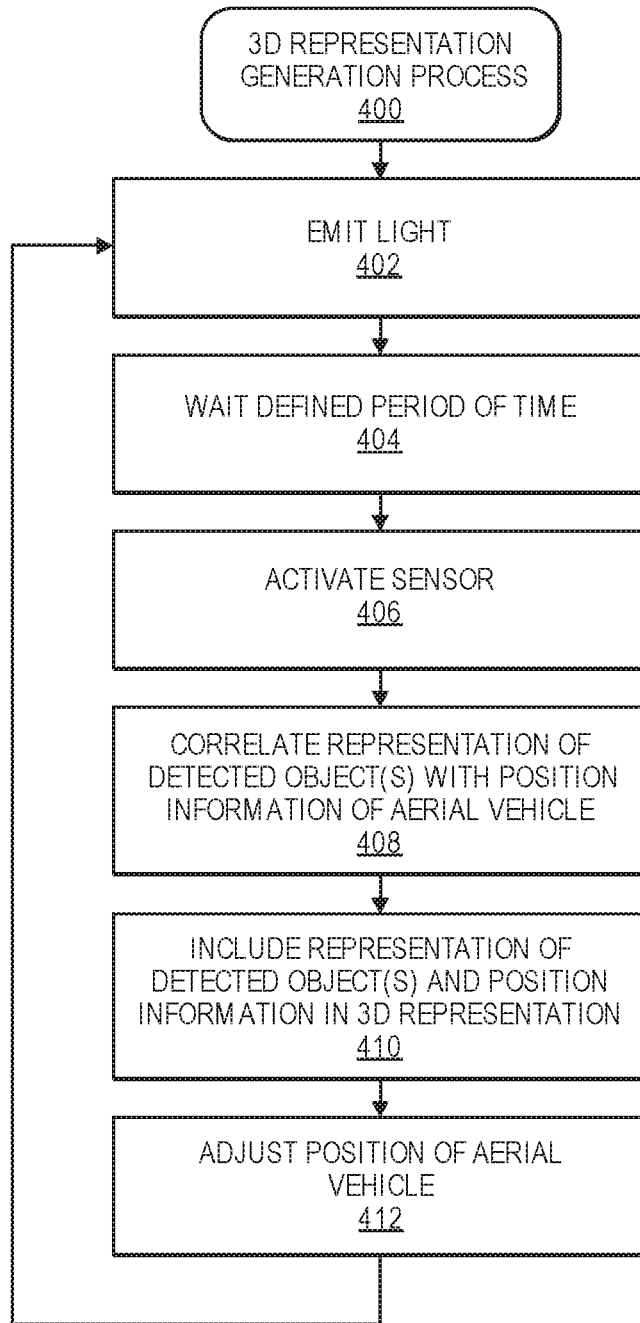 3D REPRESENTATION
GENERATION PROCESS
400
EMIT LIGHT
402
WAIT DEFINED PERIOD OF TIME
404
ACTIVATE SENSOR
406
CORRELATE REPRESENTATION OF
DETECTED OBJECT(S) WITH POSITION
INFORMATION OF AERIAL VEHICLE
408
INCLUDE REPRESENTATION OF
DETECTED OBJECT(S) AND POSITION
INFORMATION IN 3D REPRESENTATION
410
ADJUST POSITION OF AERIAL
VEHICLE
412